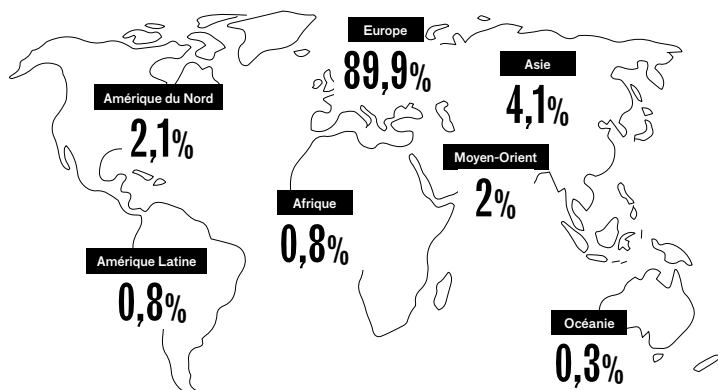 Europe
89,9%
Asie
4,1%
Amérique du Nord
2,1%
Moyen-Orient
2%
Afrique
0,8%
Amérique Latine
0,8%
Océanie
0,3%